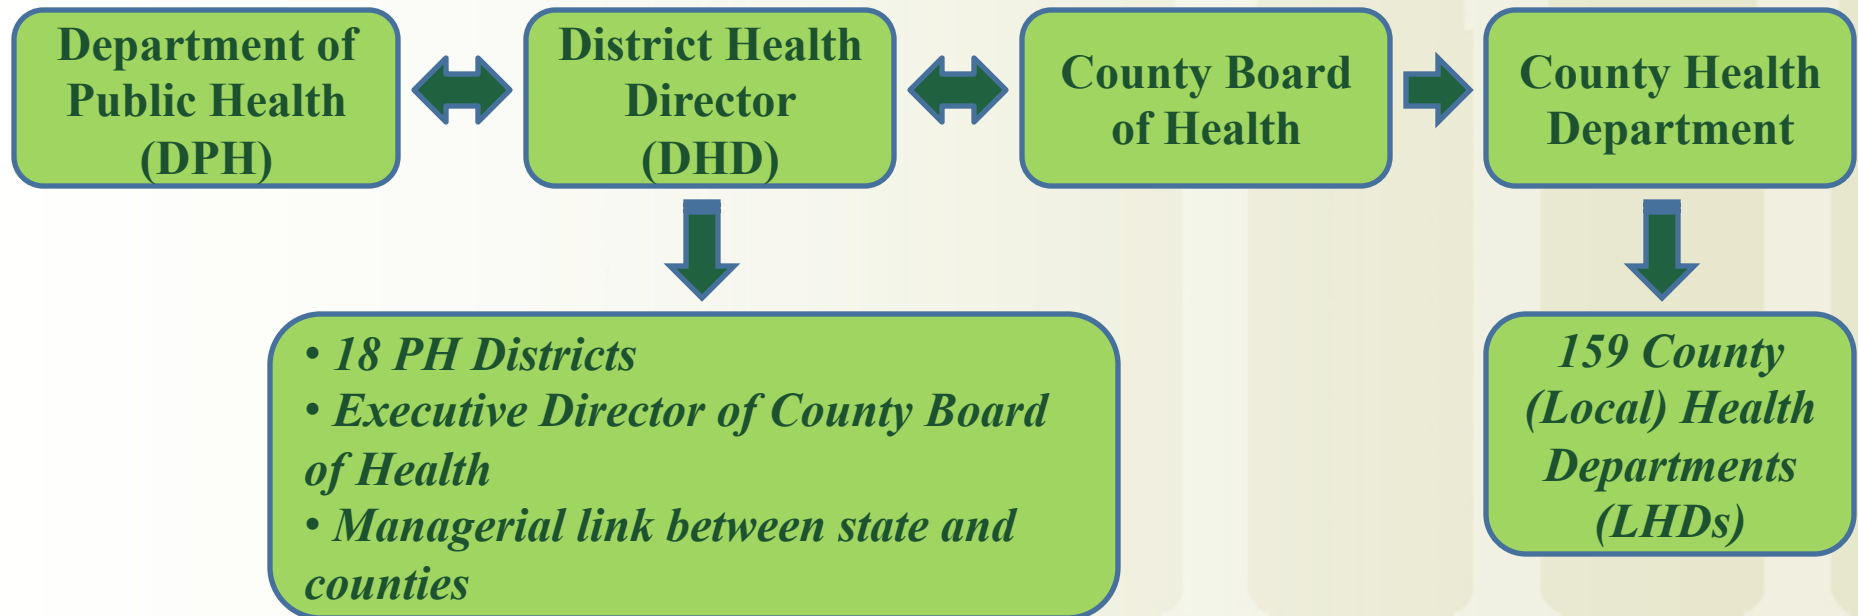 Department of
Public Health
(DPH)
District Health
Director
(DHD)
County Board
of Health
County Health
Department
• 18 PH Districts
• Executive Director of County Board
of Health
• Managerial link between state and
counties
159 County
(Local) Health
Departments
(LHDs)